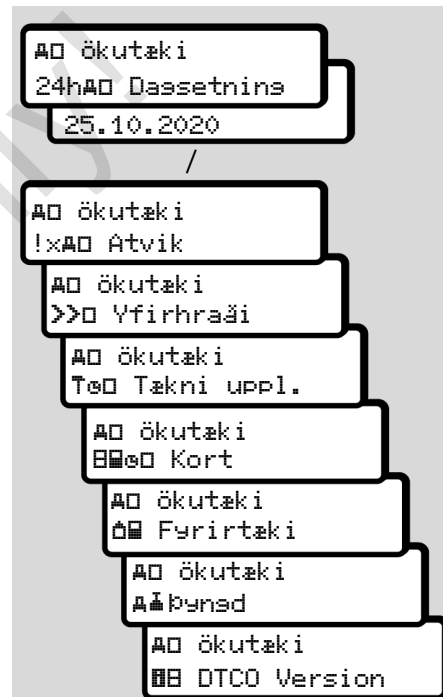 ökutæki
24h Dagsetning
25.10.2020
/
ökutæki
!x Atvik
ökutæki
>> Yfirhraði
ökutæki
Tækni uppl.
ökutæki
Kort
ökutæki
Fyrirtæki
ökutæki
Þyngd
ökutæki
DTCO Version